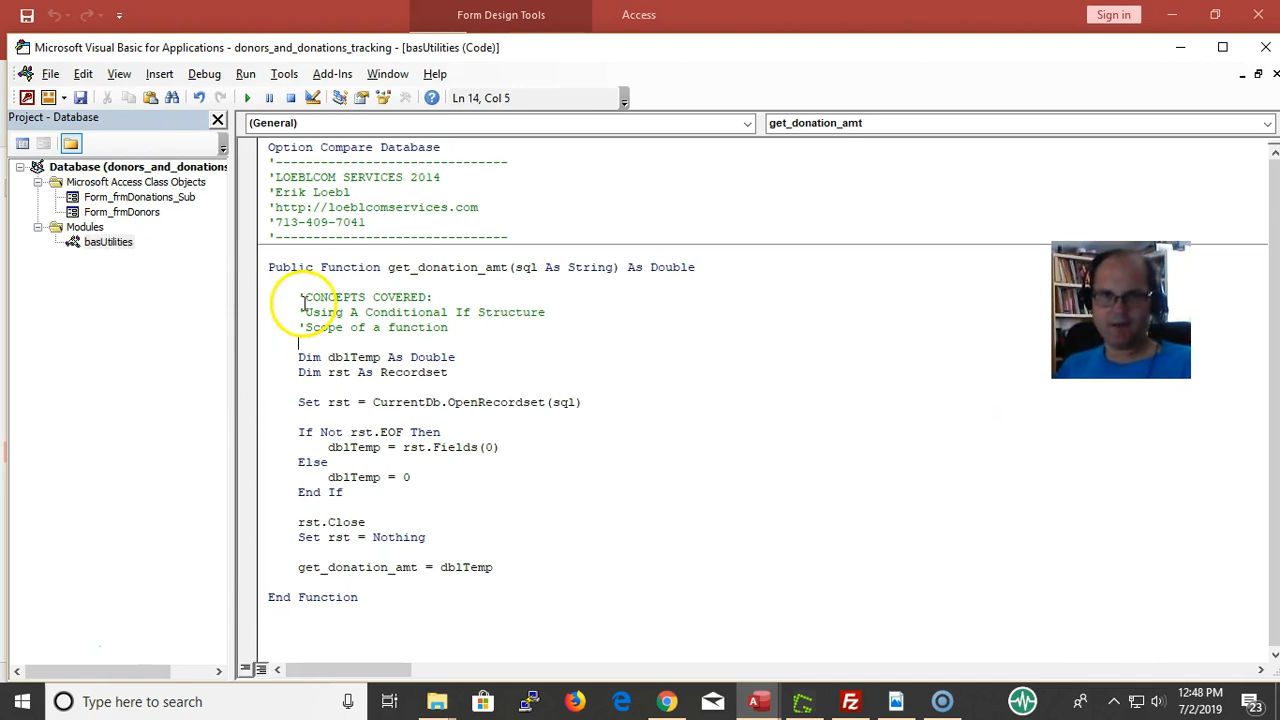 Form Design Tools
Access
Sign in
Microsoft Visual Basic for Applications - donors_and_donations_tracking - [basUtilities (Code)]
File Edit View Insert Debug Run Tools Add-Ins Window Help
Ln 14, Col 5
Project - Database
(General)
get_donation_amt
Database (donors_and_donations
Microsoft Access Class Objects
Form_frmDonations_Sub
Form_frmDonors
Modules
basUtilities
Option Compare Database
'-------------------------------
'LOEBLCOM SERVICES 2014
'Erik Loebl
'http://loeblcomservices.com
'713-409-7041
'-------------------------------
Public Function get_donation_amt(sql As String) As Double
'CONCEPTS COVERED:
'Using A Conditional If Structure
'Scope of a function
Dim dblTemp As Double
Dim rst As Recordset
Set rst = CurrentDb.OpenRecordset(sql)
If Not rst.EOF Then
dblTemp = rst.Fields(0)
Else
dblTemp = 0
End If
rst.Close
Set rst = Nothing
get_donation_amt = dblTemp
End Function
Type here to search
12:48 PM
7/2/2019
23